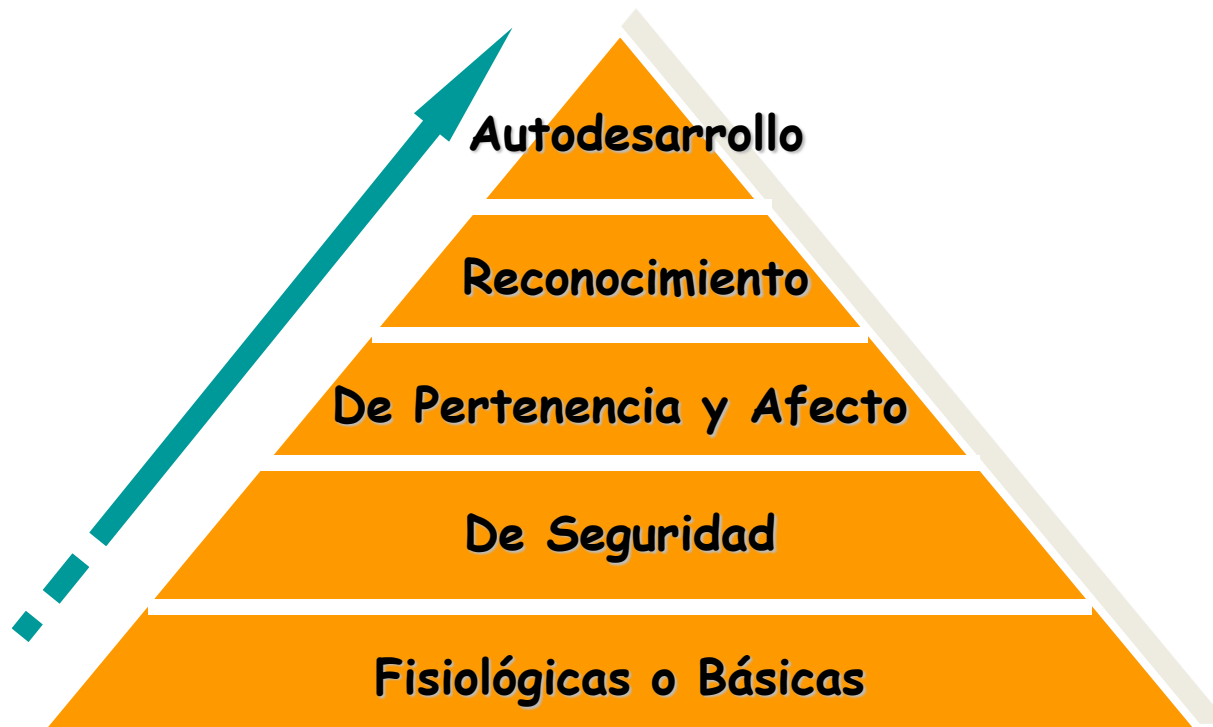 Autodesarrollo
Reconocimiento
De Pertenencia y Afecto
De Seguridad
Fisiológicas o Básicas